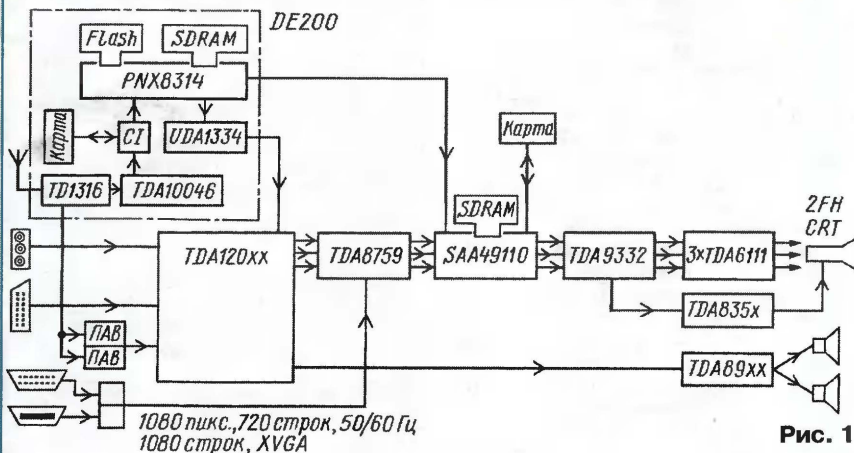 DE200
Flash
SDRAM
PNX8314
Карта
CI
UDA1334
TD1316
TDA10046
Карта
SDRAM
2FH
CRT
TDA120xx
TDA8759
SAA49110
TDA9332
3xTDA6111
TDA835x
ПАВ
ПАВ
TDA89xx
1080 пикс.,720 строк, 50/60 Гц
1080 строк, XVGA
Рис. 1